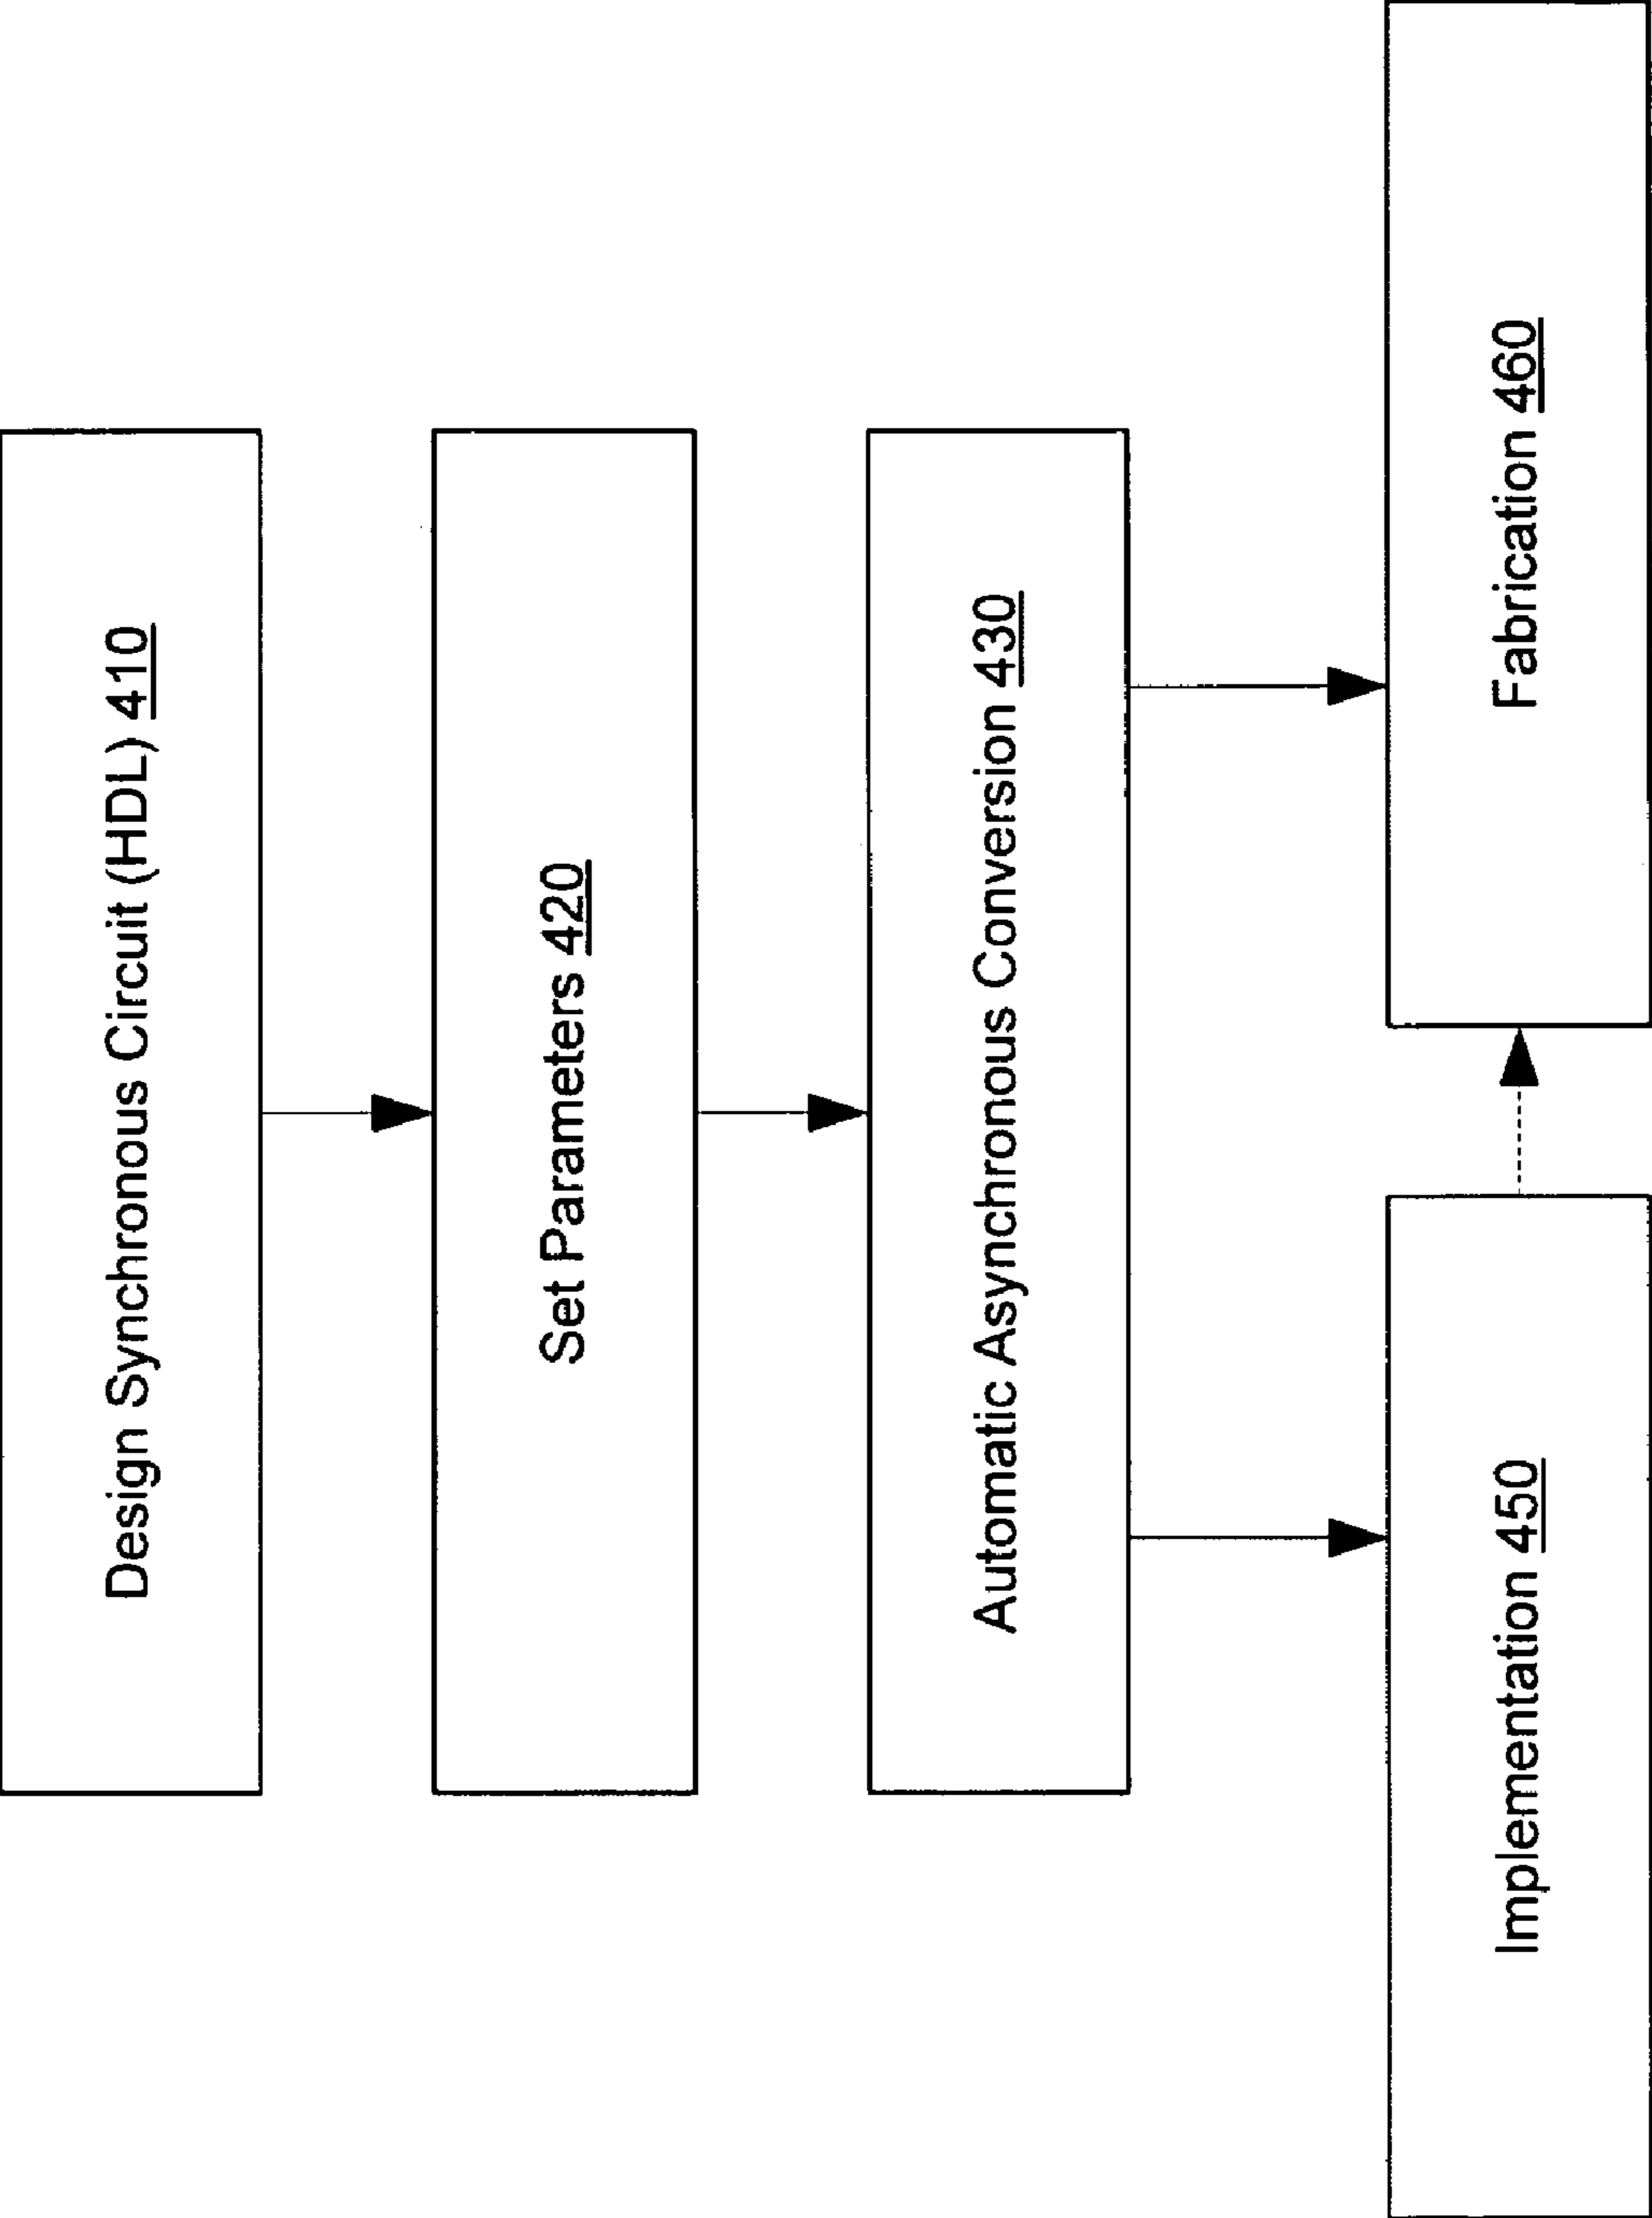 Design Synchronous Circuit (HDL) 410
Set Parameters 420
Automatic Asynchronous Conversion 430
Implementation 450
Fabrication 460